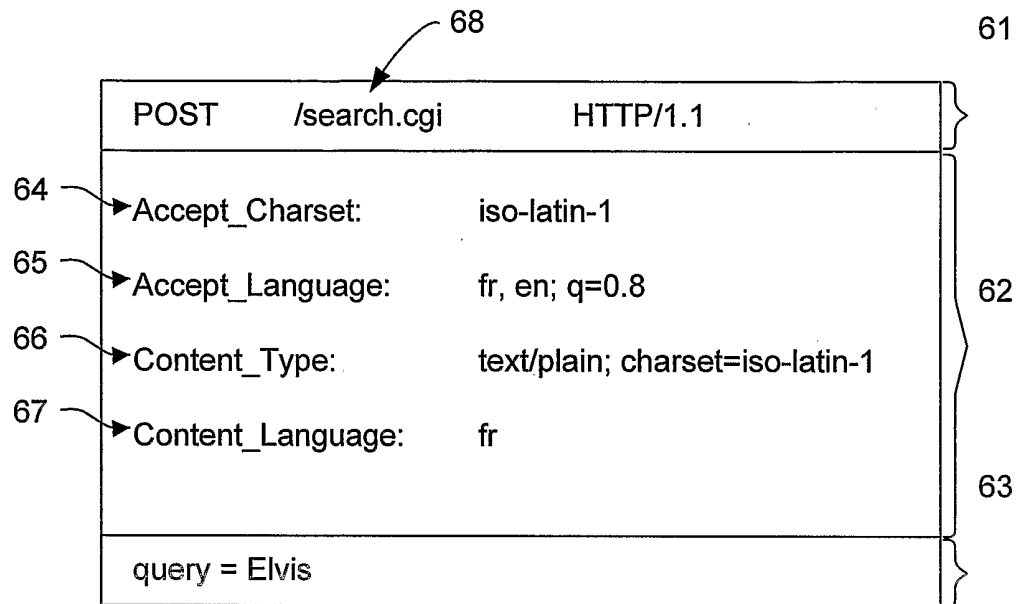 68
61
POST /search.cgi HTTP/1.1
64
Accept_Charset: iso-latin-1
65
Accept_Language: fr, en; q=0.8
62
66
Content_Type: text/plain; charset=iso-latin-1
67
Content_Language: fr
63
query = Elvis